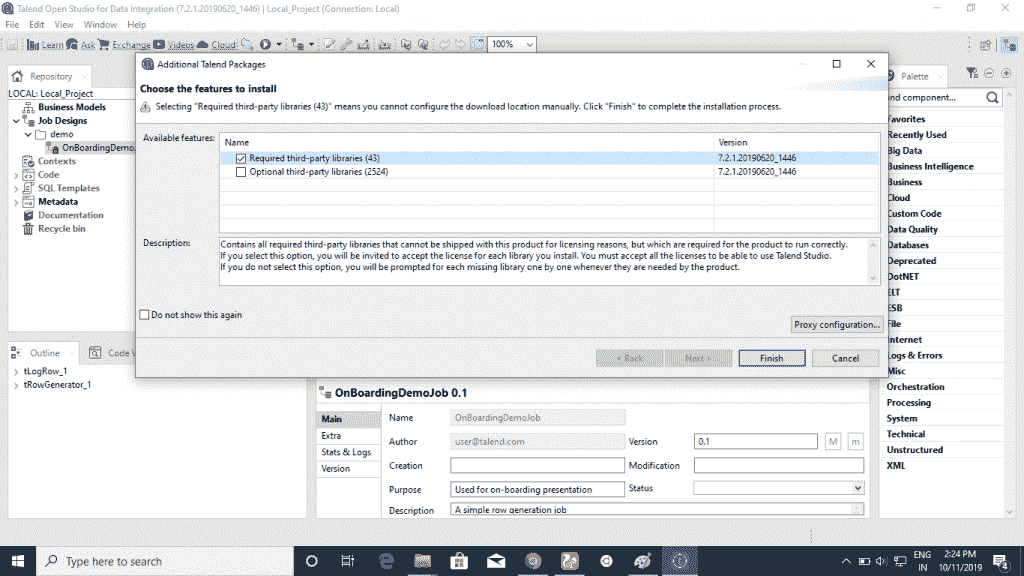 Talend Open Studio for Data Integration (7.2.1.20190620_1446) | Local_Project (Connection: Local)
File Edit View Window Help
Learn Ask Exchange Videos Cloud 100%
Repository
LOCAL: Local_Project
Business Models
Job Designs
demo
OnBoardingDemo
Contexts
Code
SQL Templates
Metadata
Documentation
Recycle bin
Additional Talend Packages
Choose the features to install
Selecting "Required third-party libraries (43)" means you cannot configure the download location manually. Click "Finish" to complete the installation process.
Available features:
Name Version
Required third-party libraries (43) 7.2.1.20190620_1446
Optional third-party libraries (2524) 7.2.1.20190620_1446
Description:
Contains all required third-party libraries that cannot be shipped with this product for licensing reasons, but which are required for the product to run correctly.
If you select this option, you will be invited to accept the license for each library you install. You must accept all the licenses to be able to use Talend Studio.
If you do not select this option, you will be prompted for each missing library one by one whenever they are needed by the product.
Do not show this again
Proxy configuration...
< Back Next > Finish Cancel
Palette
nd component...
Favorites
Recently Used
Big Data
Business Intelligence
Business
Cloud
Custom Code
Data Quality
Databases
Deprecated
DotNET
ELT
ESB
File
Internet
Logs & Errors
Misc
Orchestration
Processing
System
Technical
Unstructured
XML
Outline Code V
tLogRow_1
tRowGenerator_1
OnBoardingDemoJob 0.1
Main
Extra
Stats & Logs
Version
Name OnBoardingDemoJob
Author user@talend.com Version 0.1 M m
Creation Modification
Purpose Used for on-boarding presentation Status
Description A simple row generation job
Type here to search
ENG
IN
2:24 PM
10/11/2019
4